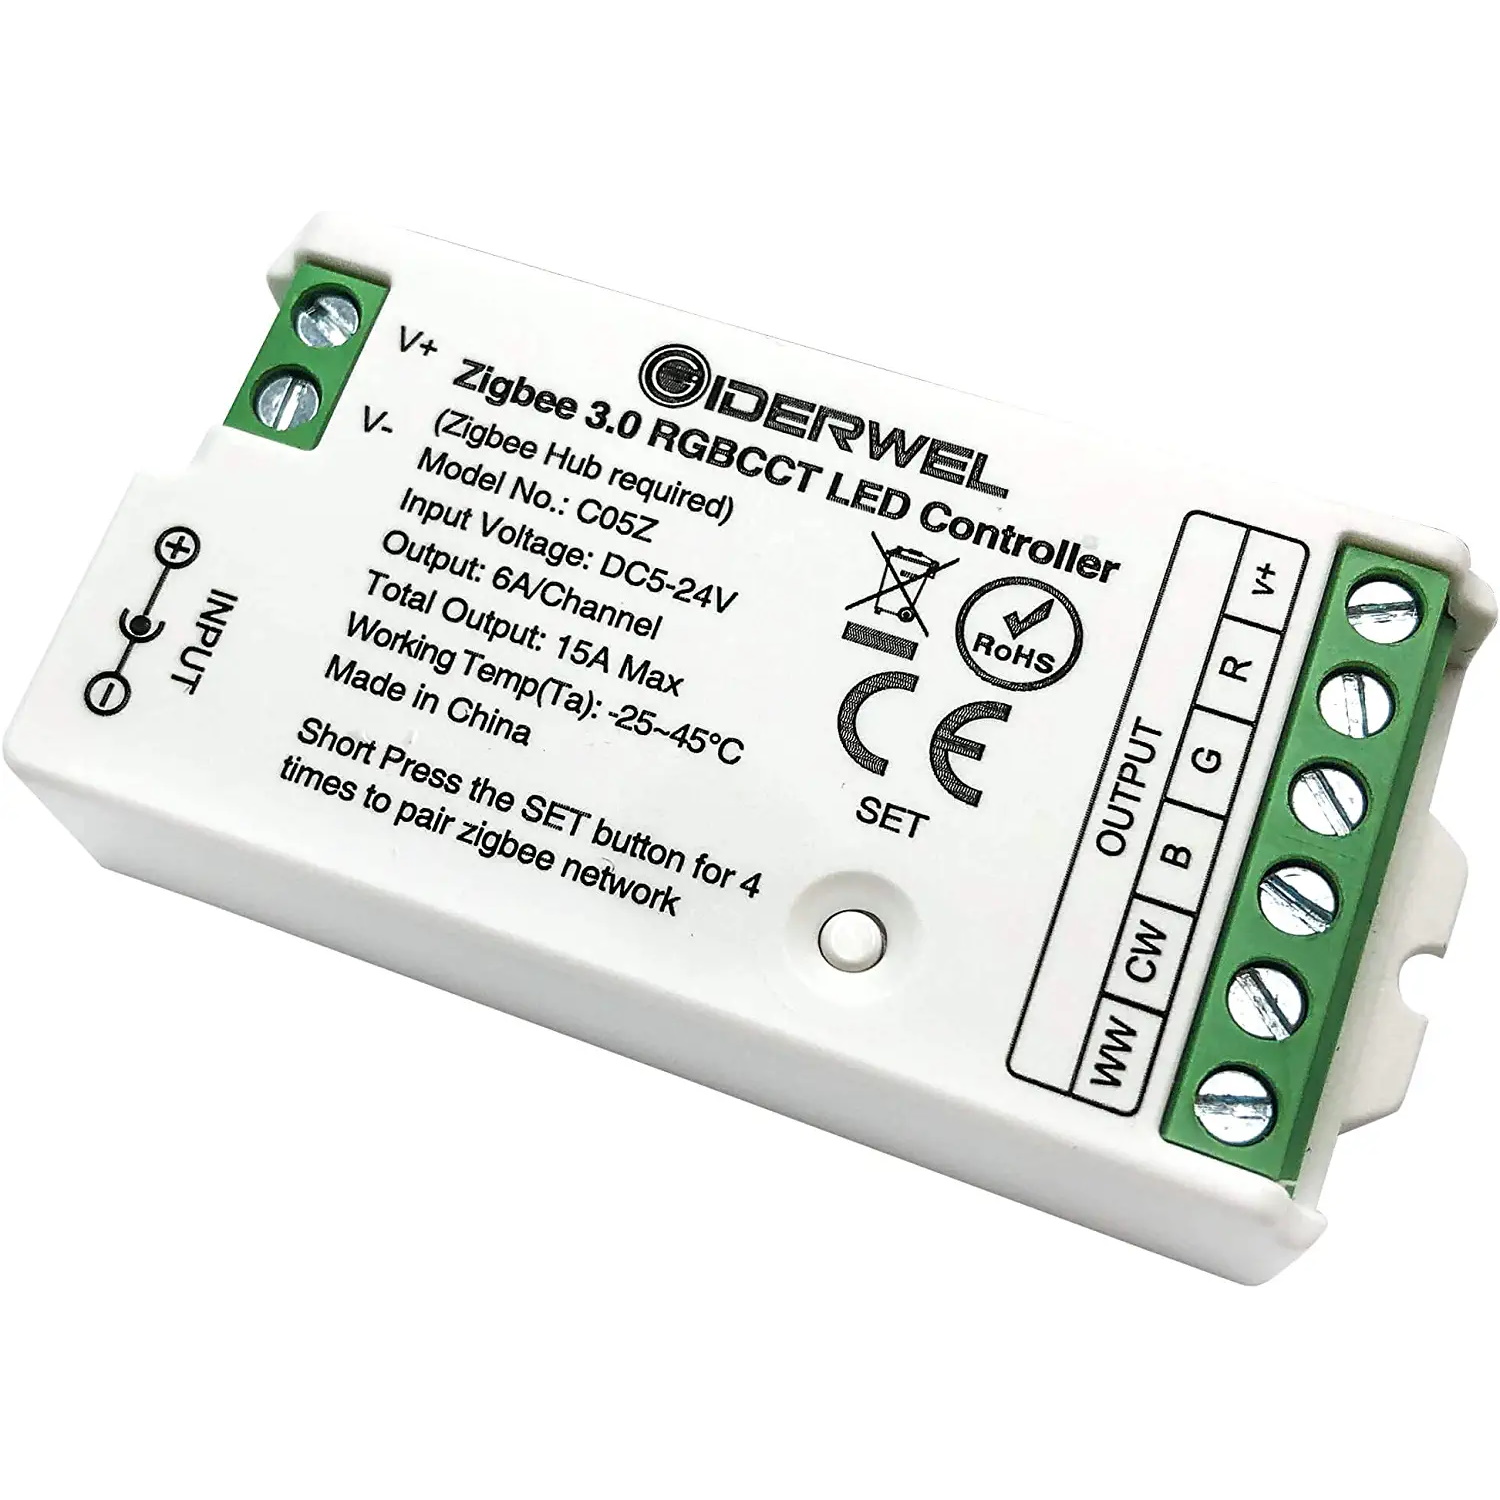 V+
V-
INPUT
GIDERWEL
Zigbee 3.0 RGBCCT LED Controller
(Zigbee Hub required)
Model No.: C05Z
Input Voltage: DC5-24V
Output: 6A/Channel
Total Output: 15A Max
Working Temp(Ta): -25~45°C
Made in China
Short Press the SET button for 4
times to pair zigbee network
RoHS
CE
SET
OUTPUT
V+
R
G
B
CW
WW